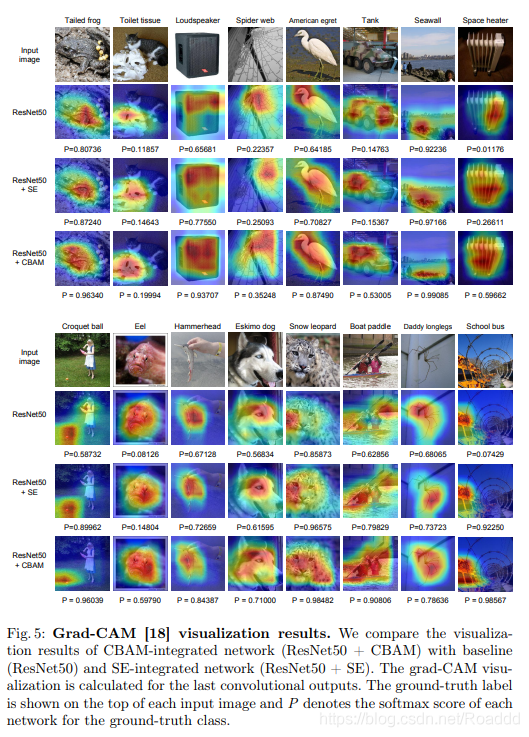 Tailed frog Toilet tissue Loudspeaker Spider web American egret Tank Seawall Space heater
Input
image
ResNet50
P=0.80736 P=0.11857 P=0.65681 P=0.22357 P=0.64185 P=0.14763 P=0.92236 P=0.01176
ResNet50
+ SE
P=0.87240 P=0.14643 P=0.77550 P=0.25093 P=0.70827 P=0.15367 P=0.97166 P=0.26611
ResNet50
+ CBAM
P = 0.96340 P = 0.19994 P = 0.93707 P = 0.35248 P = 0.87490 P = 0.53005 P = 0.99085 P = 0.59662
Croquet ball Eel Hammerhead Eskimo dog Snow leopard Boat paddle Daddy longlegs School bus
Input
image
ResNet50
P=0.58732 P=0.08126 P=0.67128 P=0.56834 P=0.85873 P=0.62856 P=0.68065 P=0.07429
ResNet50
+ SE
P=0.89962 P=0.14804 P=0.72659 P=0.61595 P=0.96575 P=0.79829 P=0.73723 P=0.92250
ResNet50
+ CBAM
P = 0.96039 P = 0.59790 P = 0.84387 P = 0.71000 P = 0.98482 P = 0.90806 P = 0.78636 P = 0.98567
Fig. 5: Grad-CAM [18] visualization results. We compare the visualiza-
tion results of CBAM-integrated network (ResNet50 + CBAM) with baseline
(ResNet50) and SE-integrated network (ResNet50 + SE). The grad-CAM visu-
alization is calculated for the last convolutional outputs. The ground-truth label
is shown on the top of each input image and P denotes the softmax score of each
network for the ground-truth class.
https://blog.csdn.net/Roaddd